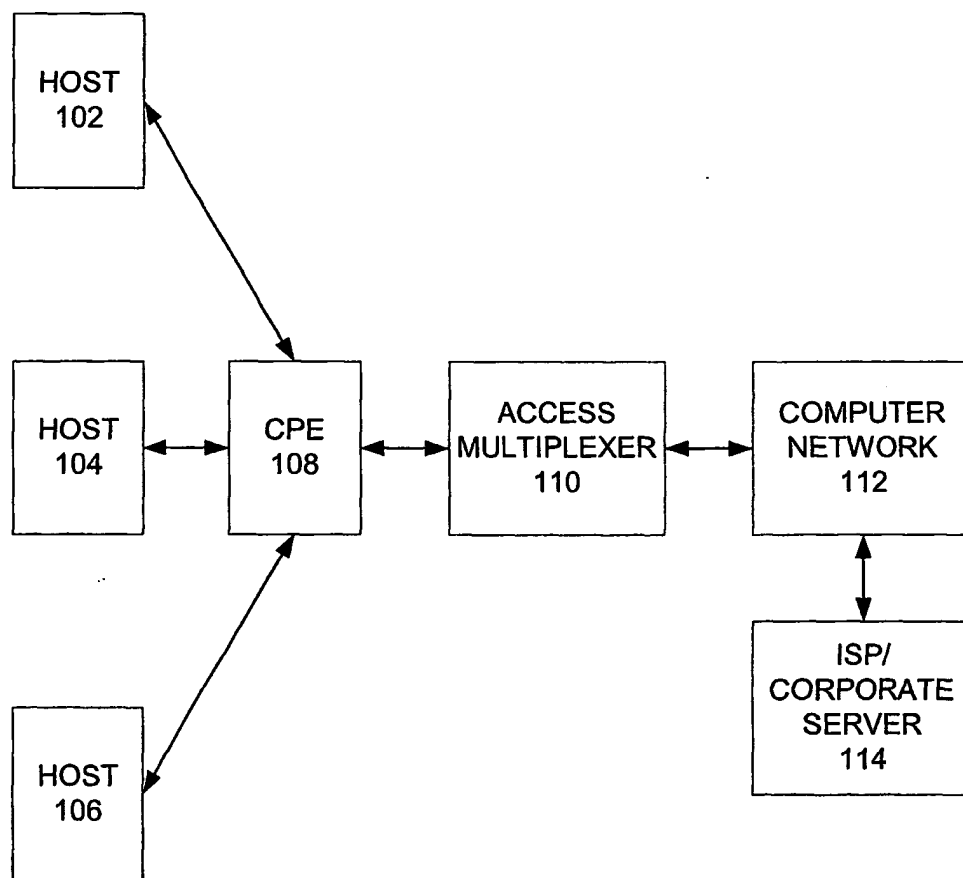 HOST
102
HOST
104
CPE
108
ACCESS
MULTIPLEXER
110
COMPUTER
NETWORK
112
ISP/
CORPORATE
SERVER
114
HOST
106